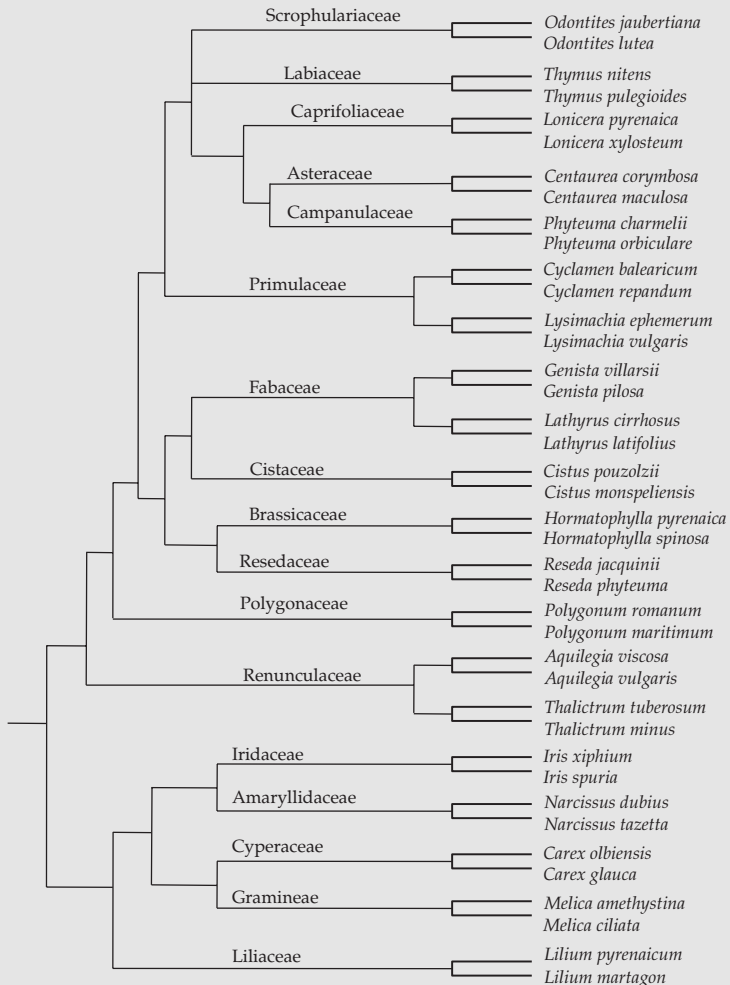 Scrophulariaceae
Odontites jaubertiana
Odontites lutea
Labiaceae
Thymus nitens
Thymus pulegioides
Caprifoliaceae
Lonicera pyrenaica
Lonicera xylosteum
Asteraceae
Centaurea corymbosa
Centaurea maculosa
Campanulaceae
Phyteuma charmelii
Phyteuma orbiculare
Primulaceae
Cyclamen balearicum
Cyclamen repandum
Lysimachia ephemerum
Lysimachia vulgaris
Fabaceae
Genista villarsii
Genista pilosa
Lathyrus cirrhosus
Lathyrus latifolius
Cistaceae
Cistus pouzolzii
Cistus monspeliensis
Brassicaceae
Hormatophylla pyrenaica
Hormatophylla spinosa
Resedaceae
Reseda jacquinii
Reseda phyteuma
Polygonaceae
Polygonum romanum
Polygonum maritimum
Renunculaceae
Aquilegia viscosa
Aquilegia vulgaris
Thalictrum tuberosum
Thalictrum minus
Iridaceae
Iris xiphium
Iris spuria
Amaryllidaceae
Narcissus dubius
Narcissus tazetta
Cyperaceae
Carex olbiensis
Carex glauca
Gramineae
Melica amethystina
Melica ciliata
Liliaceae
Lilium pyrenaicum
Lilium martagon